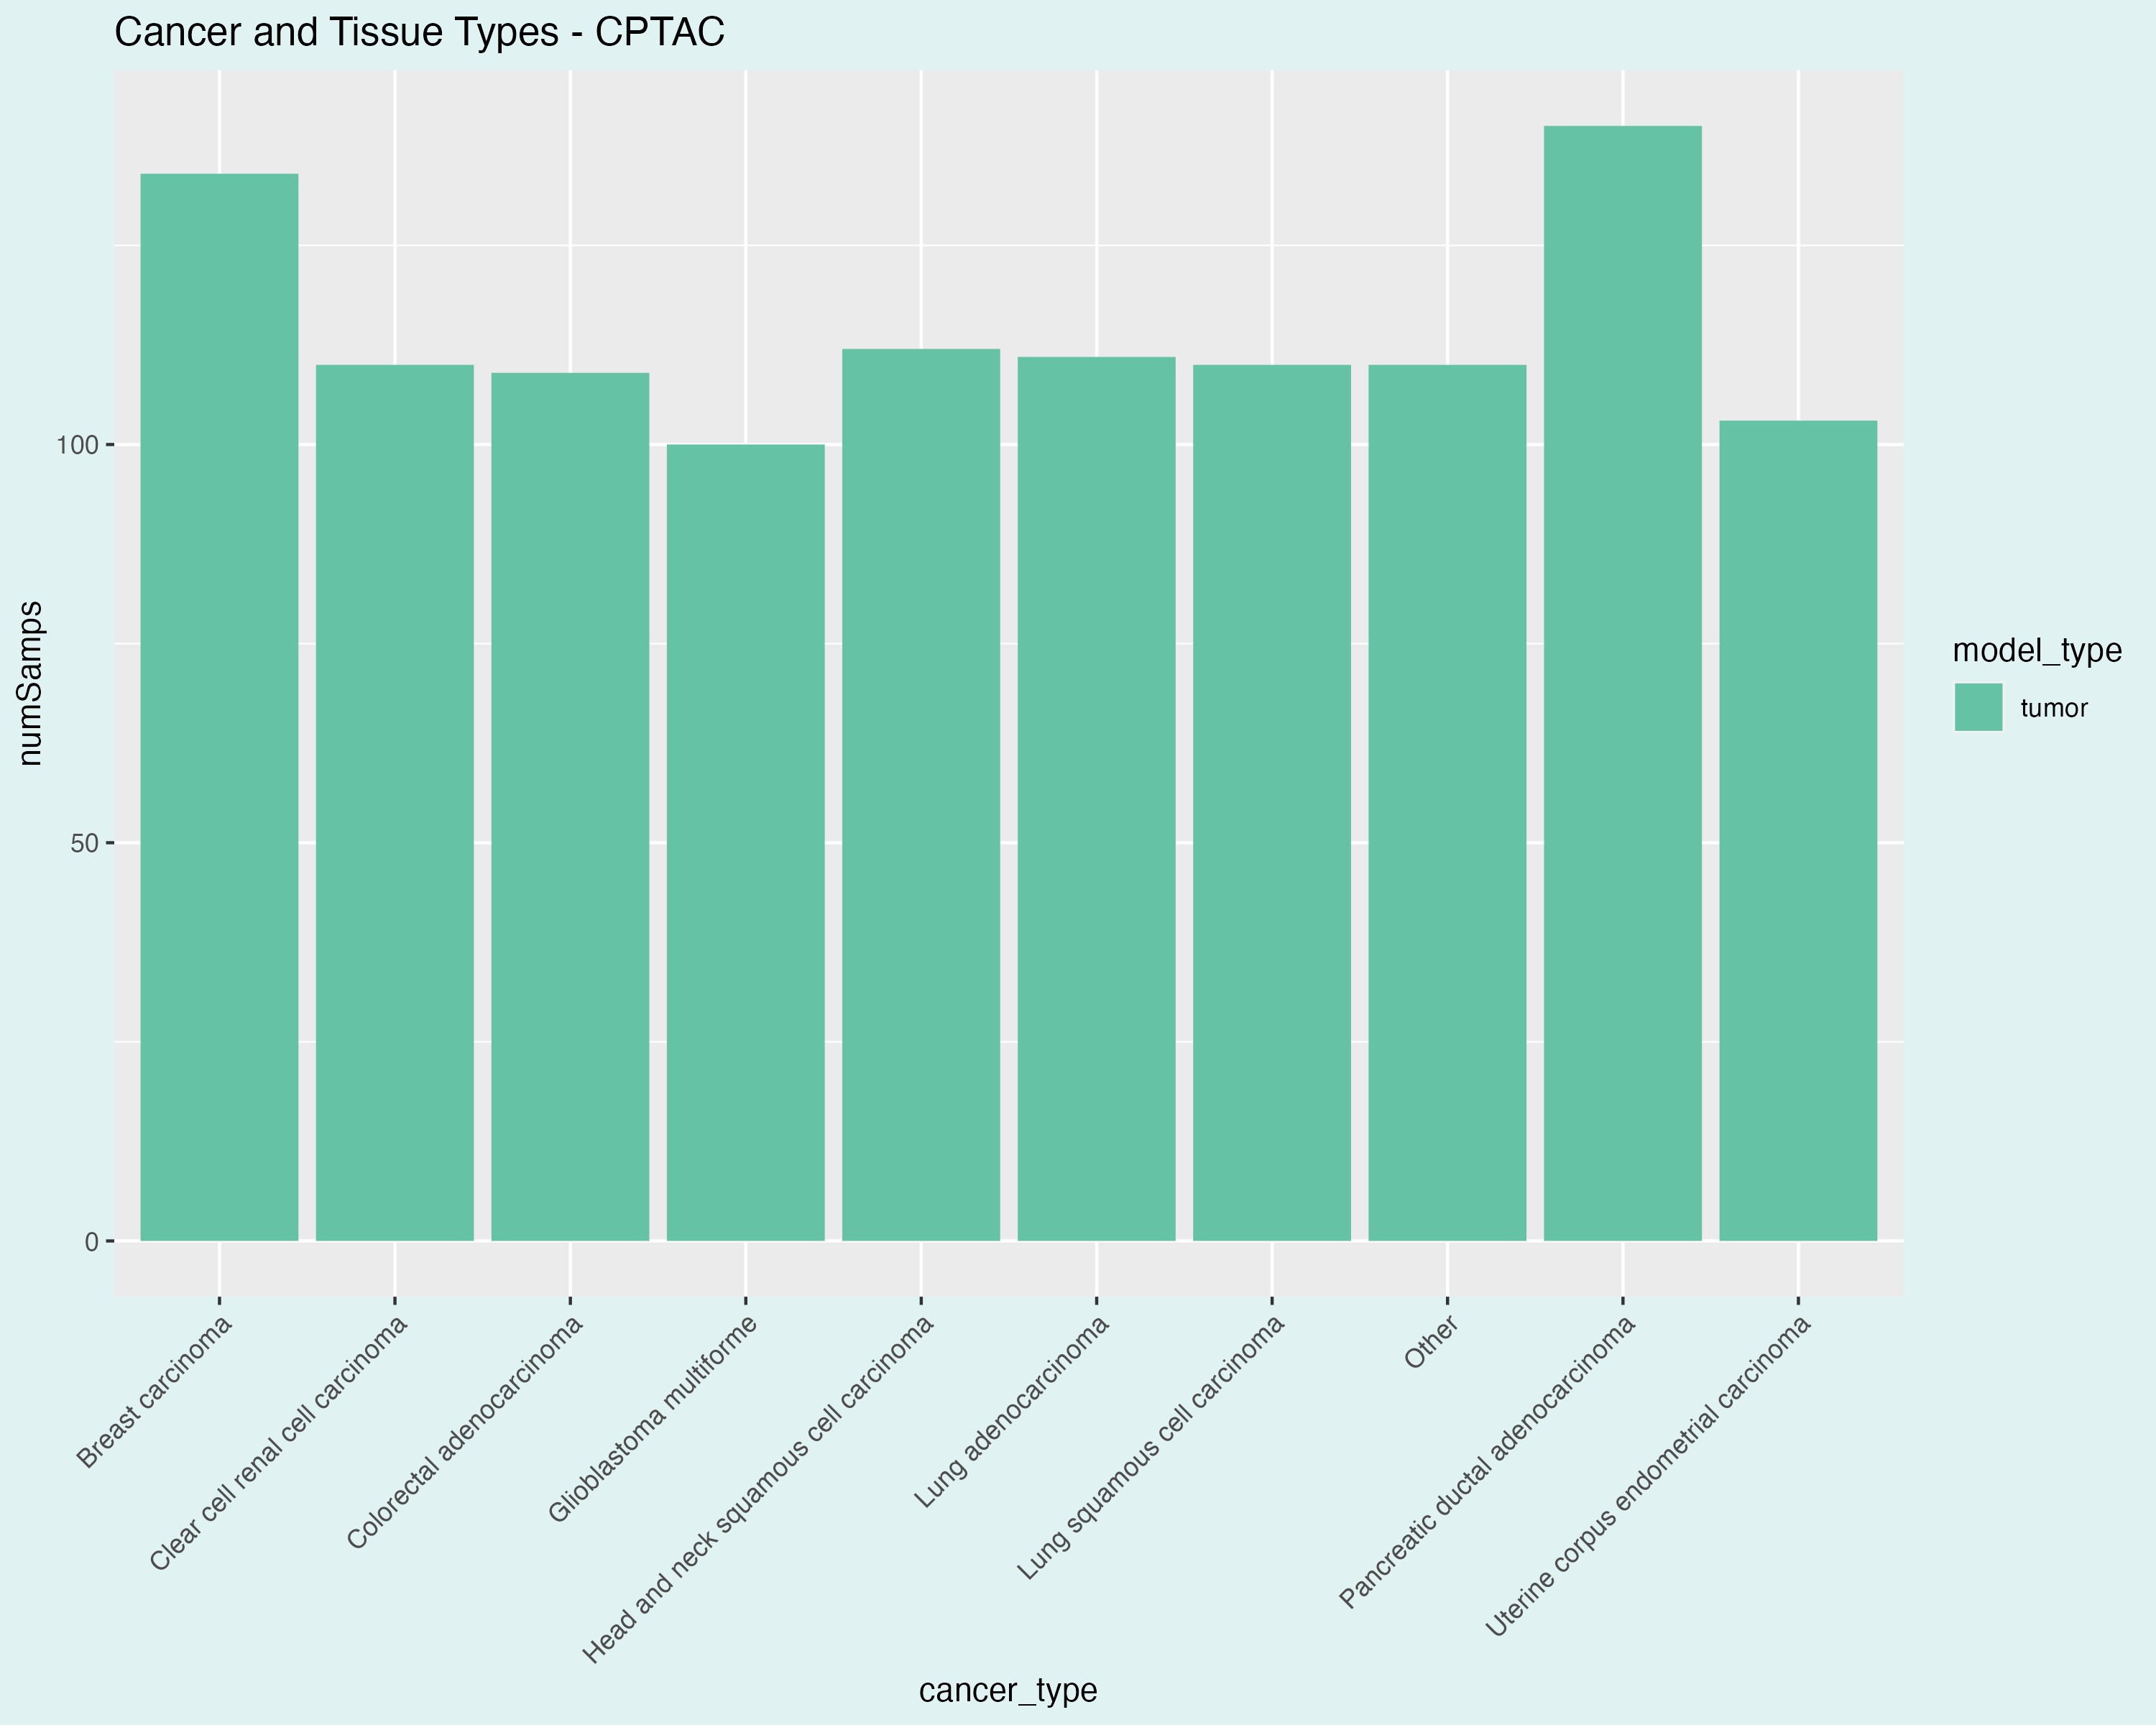 Cancer and Tissue Types - CPTAC
numSamps
100
50
0
Breast carcinoma
Clear cell renal cell carcinoma
Colorectal adenocarcinoma
Glioblastoma multiforme
Head and neck squamous cell carcinoma
Lung adenocarcinoma
Lung squamous cell carcinoma
Other
Pancreatic ductal adenocarcinoma
Uterine corpus endometrial carcinoma
cancer_type
model_type
tumor